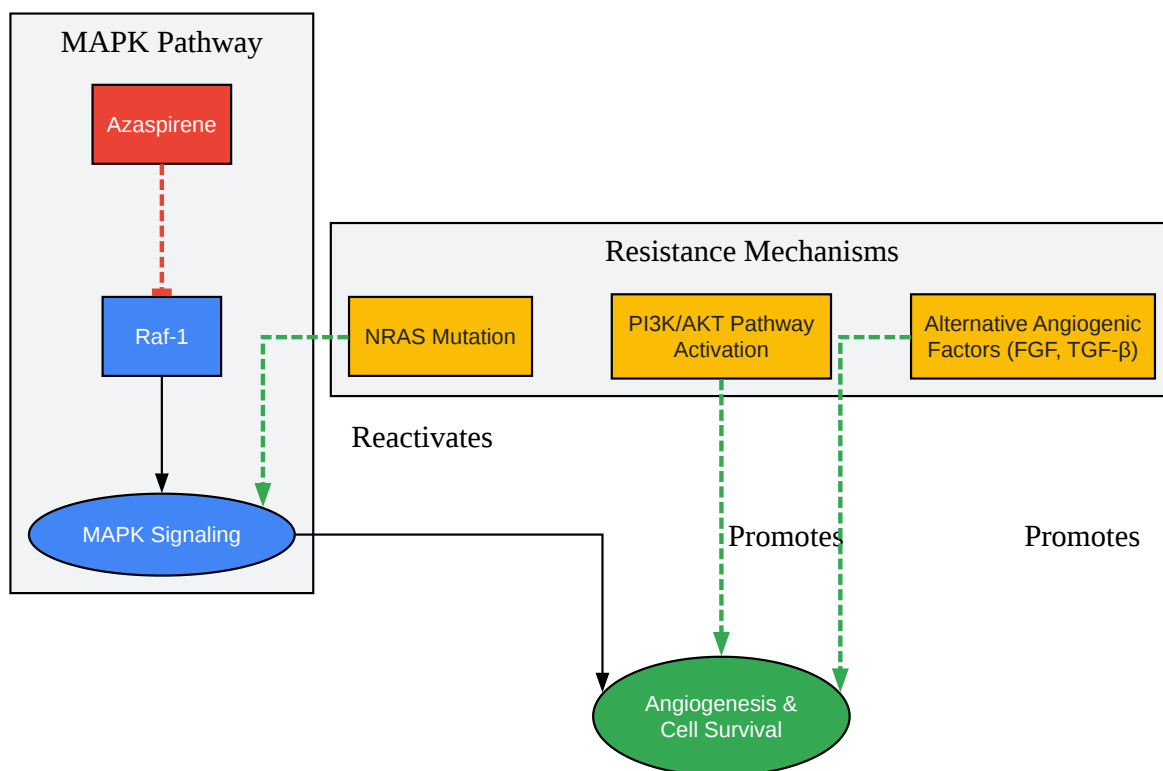 MAPK Pathway
Azaspirene
Resistance Mechanisms
Raf-1
NRAS Mutation
PI3K/AKT Pathway
Activation
Alternative Angiogenic
Factors (FGF, TGF-β)
Reactivates
MAPK Signaling
Promotes
Promotes
Angiogenesis &
Cell Survival